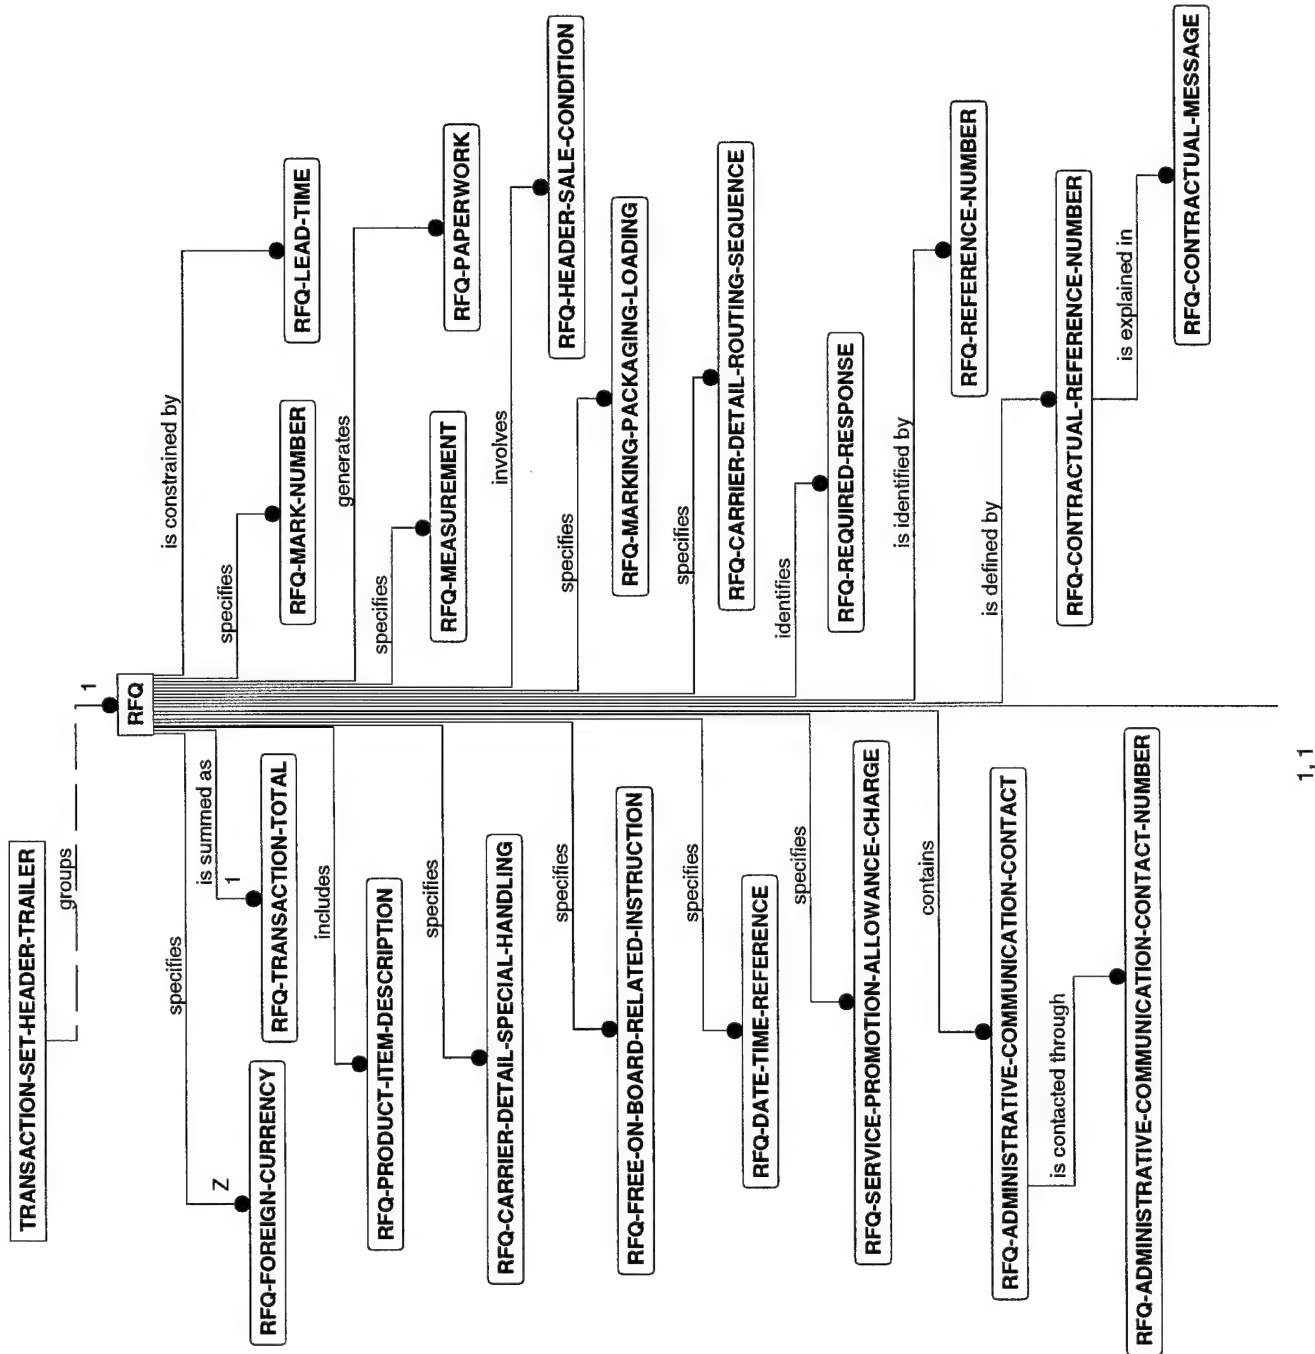 TRANSACTION-SET-HEADER-TRAILER
groups
1
RFQ
specifies
Z
RFQ-FOREIGN-CURRENCY
is summed as
1
RFQ-TRANSACTION-TOTAL
specifies
RFQ-MARK-NUMBER
is constrained by
RFQ-LEAD-TIME
includes
RFQ-PRODUCT-ITEM-DESCRIPTION
specifies
RFQ-MEASUREMENT
generates
RFQ-PAPERWORK
specifies
RFQ-CARRIER-DETAIL-SPECIAL-HANDLING
involves
RFQ-HEADER-SALE-CONDITION
specifies
RFQ-FREE-ON-BOARD-RELATED-INSTRUCTION
specifies
RFQ-MARKING-PACKAGING-LOADING
specifies
RFQ-DATE-TIME-REFERENCE
specifies
RFQ-CARRIER-DETAIL-ROUTING-SEQUENCE
specifies
RFQ-SERVICE-PROMOTION-ALLOWANCE-CHARGE
identifies
RFQ-REQUIRED-RESPONSE
contains
RFQ-ADMINISTRATIVE-COMMUNICATION-CONTACT
is identified by
RFQ-REFERENCE-NUMBER
is contacted through
RFQ-ADMINISTRATIVE-COMMUNICATION-CONTACT-NUMBER
is defined by
RFQ-CONTRACTUAL-REFERENCE-NUMBER
is explained in
RFQ-CONTRACTUAL-MESSAGE
1, 1